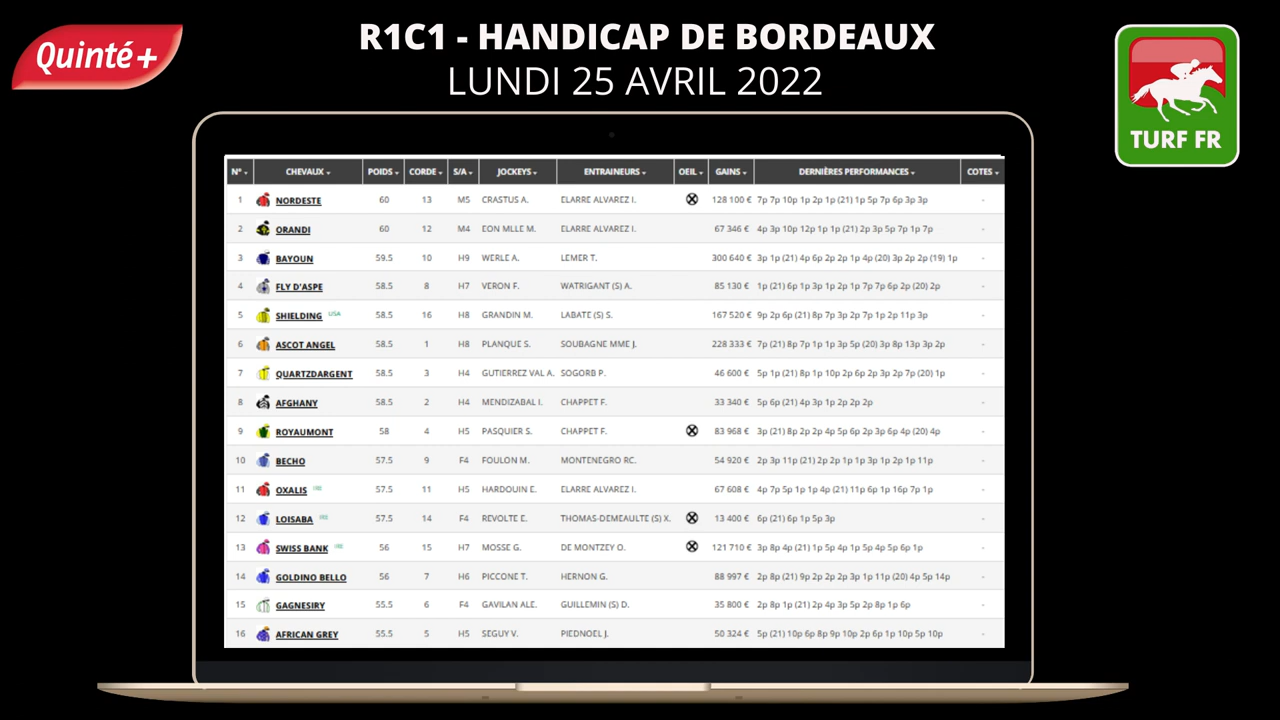 Quinté+
R1C1 - HANDICAP DE BORDEAUX
LUNDI 25 AVRIL 2022
TURF FR
N° CHEVAUX POIDS CORDE S/A JOCKEYS ENTRAINEURS OEIL GAINS DERNIÈRES PERFORMANCES COTES
1 NORDESTE 60 13 M5 CRASTUS A. ELARRE ALVAREZ I. 128 100 € 7p 7p 10p 1p 2p 1p (21) 1p 5p 7p 6p 3p 3p -
2 ORANDI 60 12 M4 EON MLLE M. ELARRE ALVAREZ I. 67 346 € 4p 3p 10p 12p 1p 1p (21) 2p 3p 5p 7p 1p 7p -
3 BAYOUN 59.5 10 H9 WERLE A. LEMER T. 300 640 € 3p 1p (21) 4p 6p 2p 2p 1p 4p (20) 3p 2p 2p (19) 1p -
4 FLY D'ASPE 58.5 8 H7 VERON F. WATRIGANT (S) A. 85 130 € 1p (21) 6p 1p 3p 1p 2p 1p 7p 7p 6p 2p (20) 2p -
5 SHIELDING USA 58.5 16 H8 GRANDIN M. LABATE (S) S. 167 520 € 9p 2p 6p (21) 8p 7p 3p 2p 7p 1p 2p 11p 3p -
6 ASCOT ANGEL 58.5 1 H8 PLANQUE S. SOUBAGNE MME J. 228 333 € 7p (21) 8p 7p 1p 1p 3p 5p (20) 3p 8p 13p 3p 2p -
7 QUARTZDARGENT 58.5 3 H4 GUTIERREZ VAL A. SOGORB P. 46 600 € 5p 1p (21) 8p 1p 10p 2p 6p 2p 3p 2p 7p (20) 1p -
8 AFGHANY 58.5 2 H4 MENDIZABAL I. CHAPPET F. 33 340 € 5p 6p (21) 4p 3p 1p 2p 2p 2p -
9 ROYAUMONT 58 4 H5 PASQUIER S. CHAPPET F. 83 968 € 3p (21) 8p 2p 2p 4p 5p 6p 2p 3p 6p 4p (20) 4p -
10 BECHO 57.5 9 F4 FOULON M. MONTENEGRO RC. 54 920 € 2p 3p 11p (21) 2p 2p 1p 1p 3p 1p 2p 1p 11p -
11 OXALIS IRE 57.5 11 H5 HARDOUIN E. ELARRE ALVAREZ I. 67 608 € 4p 7p 5p 1p 1p 4p (21) 11p 6p 1p 16p 7p 1p -
12 LOISABA IRE 57.5 14 F4 REVOLTE E. THOMAS-DEMEAULTE (S) X. 13 400 € 6p (21) 6p 1p 5p 3p -
13 SWISS BANK IRE 56 15 H7 MOSSE G. DE MONTZEY O. 121 710 € 3p 8p 4p (21) 1p 5p 4p 1p 5p 4p 5p 6p 1p -
14 GOLDINO BELLO 56 7 H6 PICCONE T. HERNON G. 88 997 € 2p 8p (21) 9p 2p 2p 2p 3p 1p 11p (20) 4p 5p 14p -
15 GAGNESIRY 55.5 6 F4 GAVILAN ALE. GUILLEMIN (S) D. 35 800 € 2p 8p 1p (21) 2p 4p 3p 5p 2p 8p 1p 6p -
16 AFRICAN GREY 55.5 5 H5 SEGUY V. PIEDNOEL J. 50 324 € 5p (21) 10p 6p 8p 9p 10p 2p 6p 1p 10p 5p 10p -